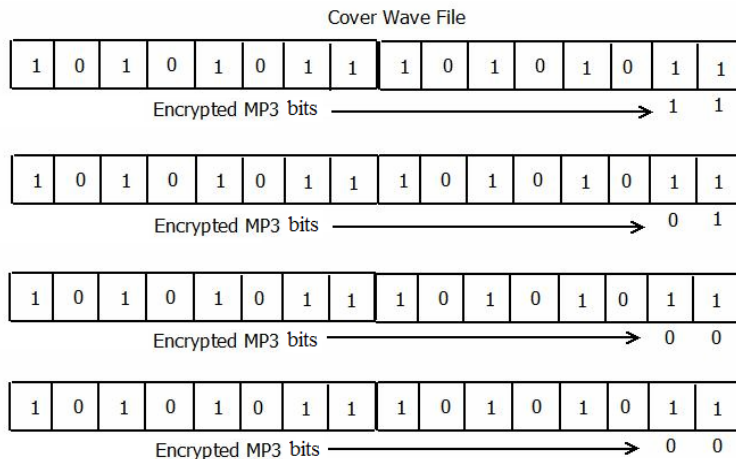 Cover Wave File
1 0 1 0 1 0 1 1 1 0 1 0 1 0 1 1
Encrypted MP3 bits 1 1
1 0 1 0 1 0 1 1 1 0 1 0 1 0 1 1
Encrypted MP3 bits 0 1
1 0 1 0 1 0 1 1 1 0 1 0 1 0 1 1
Encrypted MP3 bits 0 0
1 0 1 0 1 0 1 1 1 0 1 0 1 0 1 1
Encrypted MP3 bits 0 0